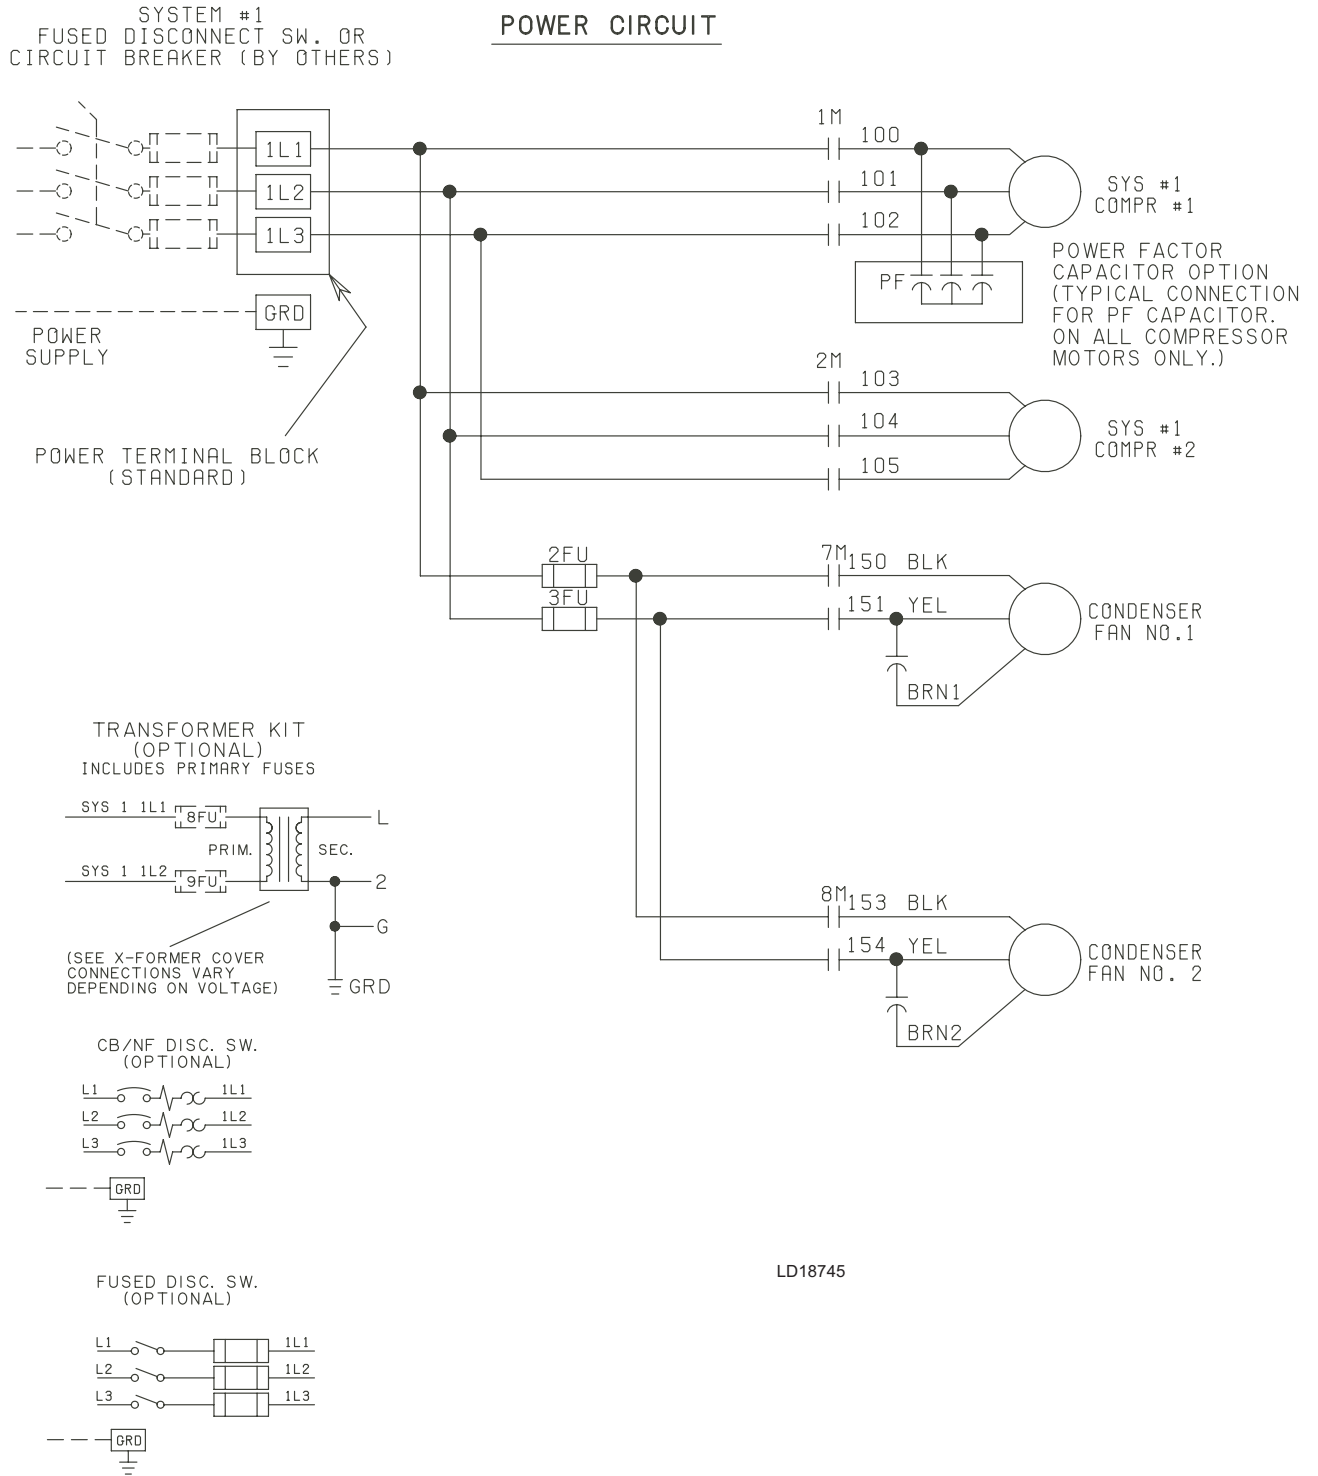 SYSTEM #1
FUSED DISCONNECT SW. OR
CIRCUIT BREAKER (BY OTHERS)
POWER CIRCUIT
1L1
1L2
1L3
GRD
POWER
SUPPLY
POWER TERMINAL BLOCK
(STANDARD)
1M
100
101
102
SYS #1
COMPR #1
PF
POWER FACTOR
CAPACITOR OPTION
(TYPICAL CONNECTION
FOR PF CAPACITOR.
ON ALL COMPRESSOR
MOTORS ONLY.)
2M
103
104
105
SYS #1
COMPR #2
2FU
3FU
7M
150 BLK
151 YEL
BRN1
CONDENSER
FAN NO.1
8M
153 BLK
154 YEL
BRN2
CONDENSER
FAN NO. 2
TRANSFORMER KIT
(OPTIONAL)
INCLUDES PRIMARY FUSES
SYS 1 1L1
8FU
L
PRIM.
SEC.
SYS 1 1L2
9FU
2
G
GRD
(SEE X-FORMER COVER
CONNECTIONS VARY
DEPENDING ON VOLTAGE)
CB/NF DISC. SW.
(OPTIONAL)
L1 1L1
L2 1L2
L3 1L3
GRD
FUSED DISC. SW.
(OPTIONAL)
L1 1L1
L2 1L2
L3 1L3
GRD
LD18745